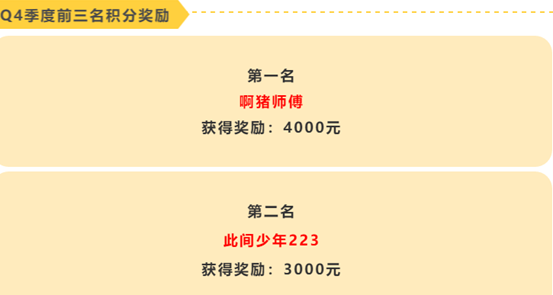 Q4季度前三名积分奖励
第一名
啊猪师傅
获得奖励：4000元
第二名
此间少年223
获得奖励：3000元